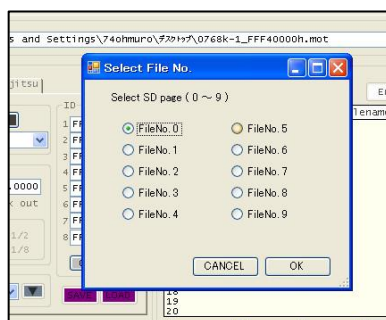 s and Settings\74ohmuro\ﾃﾞｽｸﾄｯﾌﾟ\0768k-1_FFF40000h.mot
Select File No.
jitsu
Select SD page ( 0 ～ 9 )
ID
lename
1 FF
2 FF
3 FF
4 FF
5 FF
6 FF
7 FF
8 FF
FileNo. 0
FileNo. 1
FileNo. 2
FileNo. 3
FileNo. 4
FileNo. 5
FileNo. 6
FileNo. 7
FileNo. 8
FileNo. 9
.0000
out
1/2
1/8
CANCEL
OK
SAVE
LOAD
18
19
20